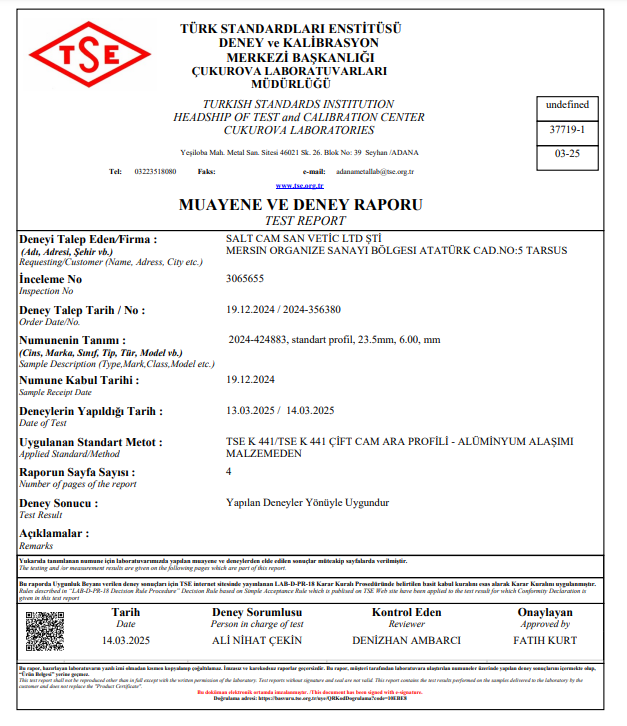 TSE
TÜRK STANDARDLARI ENSTİTÜSÜ
DENEY ve KALİBRASYON
MERKEZİ BAŞKANLIĞI
ÇUKUROVA LABORATUVARLARI
MÜDÜRLÜĞÜ
TURKISH STANDARDS INSTITUTION
HEADSHIP OF TEST and CALIBRATION CENTER
CUKUROVA LABORATORIES
undefined
37719-1
03-25
Yeşiloba Mah. Metal San. Sitesi 46021 Sk. 26. Blok No: 39 Seyhan /ADANA
Tel: 03223518080 Faks: e-mail: adanametallab@tse.org.tr
www.tse.org.tr
MUAYENE VE DENEY RAPORU
TEST REPORT
Deneyi Talep Eden/Firma : SALT CAM SAN VETİC LTD ŞTİ
(Adı, Adresi, Şehir vb.) MERSIN ORGANIZE SANAYI BÖLGESI ATATÜRK CAD.NO:5 TARSUS
Requesting/Customer (Name, Adress, City etc.)
İnceleme No 3065655
Inspection No
Deney Talep Tarih / No : 19.12.2024 / 2024-356380
Order Date/No.
Numunenin Tanımı : 2024-424883, standart profil, 23.5mm, 6.00, mm
(Cins, Marka, Sınıf, Tip, Tür, Model vb.)
Sample Description (Type,Mark,Class,Model etc.)
Numune Kabul Tarihi : 19.12.2024
Sample Receipt Date
Deneylerin Yapıldığı Tarih : 13.03.2025 / 14.03.2025
Date of Test
Uygulanan Standart Metot : TSE K 441/TSE K 441 ÇİFT CAM ARA PROFİLİ - ALÜMİNYUM ALAŞIMI
Applied Standard/Method MALZEMEDEN
Raporun Sayfa Sayısı : 4
Number of pages of the report
Deney Sonucu : Yapılan Deneyler Yönüyle Uygundur
Test Result
Açıklamalar :
Remarks
Yukarıda tanımlanan numune için laboratuvarımızda yapılan muayene ve deneylerden elde edilen sonuçlar müteakip sayfalarda verilmiştir.
The testing and/or measurement results are given on the following pages which are part of this report.
Bu raporda Uygunluk Beyanı verilen deney sonuçları için TSE internet sitesinde yayınlanan LAB-D-PR-18 Karar Kuralı Prosedüründe belirtilen basit kabul kuralını esas alarak Karar Kuralını uygulanmıştır.
Rules described in "LAB-D-PR-18 Decision Rule Procedure" Decision Rule based on Simple Acceptance Rule which is publised on TSE Web site have been applied to the test result for which Conformity Declaration is
given in this test report
Tarih Deney Sorumlusu Kontrol Eden Onaylayan
Date Person in charge of test Reviewer Approved by
14.03.2025 ALİ NİHAT ÇEKİN DENİZHAN AMBARCI FATIH KURT
Bu rapor, hazırlayan laboratuvarın yazılı izni olmadan kısmen kopyalanıp çoğaltılamaz. İmzasız ve karekodsuz raporlar geçersizdir. Bu rapor, müşteri tarafından laboratuvara ulaştırılan numuneler üzerinde yapılan deney sonuçlarını içermekte olup,
"Ürün Belgesi" yerine geçmez.
This test report shall not be reproduced other than in full except with the written permission of the laboratory. Test reports without signature and seal are not valid. This report contains the test results performed on the samples delivered to the laboratory by the
customer and does not replace the "Product Certificate".
Bu doküman elektronik ortamda imzalanmıştır. /This document has been signed with e-signature.